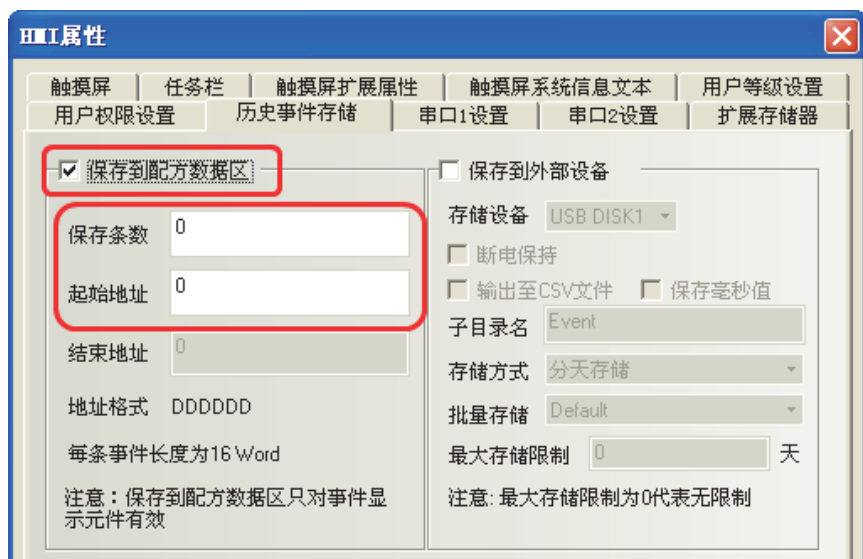 HMI属性
触摸屏 任务栏 触摸屏扩展属性 触摸屏系统信息文本 用户等级设置
用户权限设置 历史事件存储 串口1设置 串口2设置 扩展存储器
保存到配方数据区
保存条数 0
起始地址 0
结束地址 0
地址格式 DDDDDD
每条事件长度为16 Word
注意：保存到配方数据区只对事件显
示元件有效
保存到外部设备
存储设备 USB DISK1
断电保持
输出至CSV文件 保存毫秒值
子目录名 Event
存储方式 分天存储
批量存储 Default
最大存储限制 0 天
注意: 最大存储限制为0代表无限制